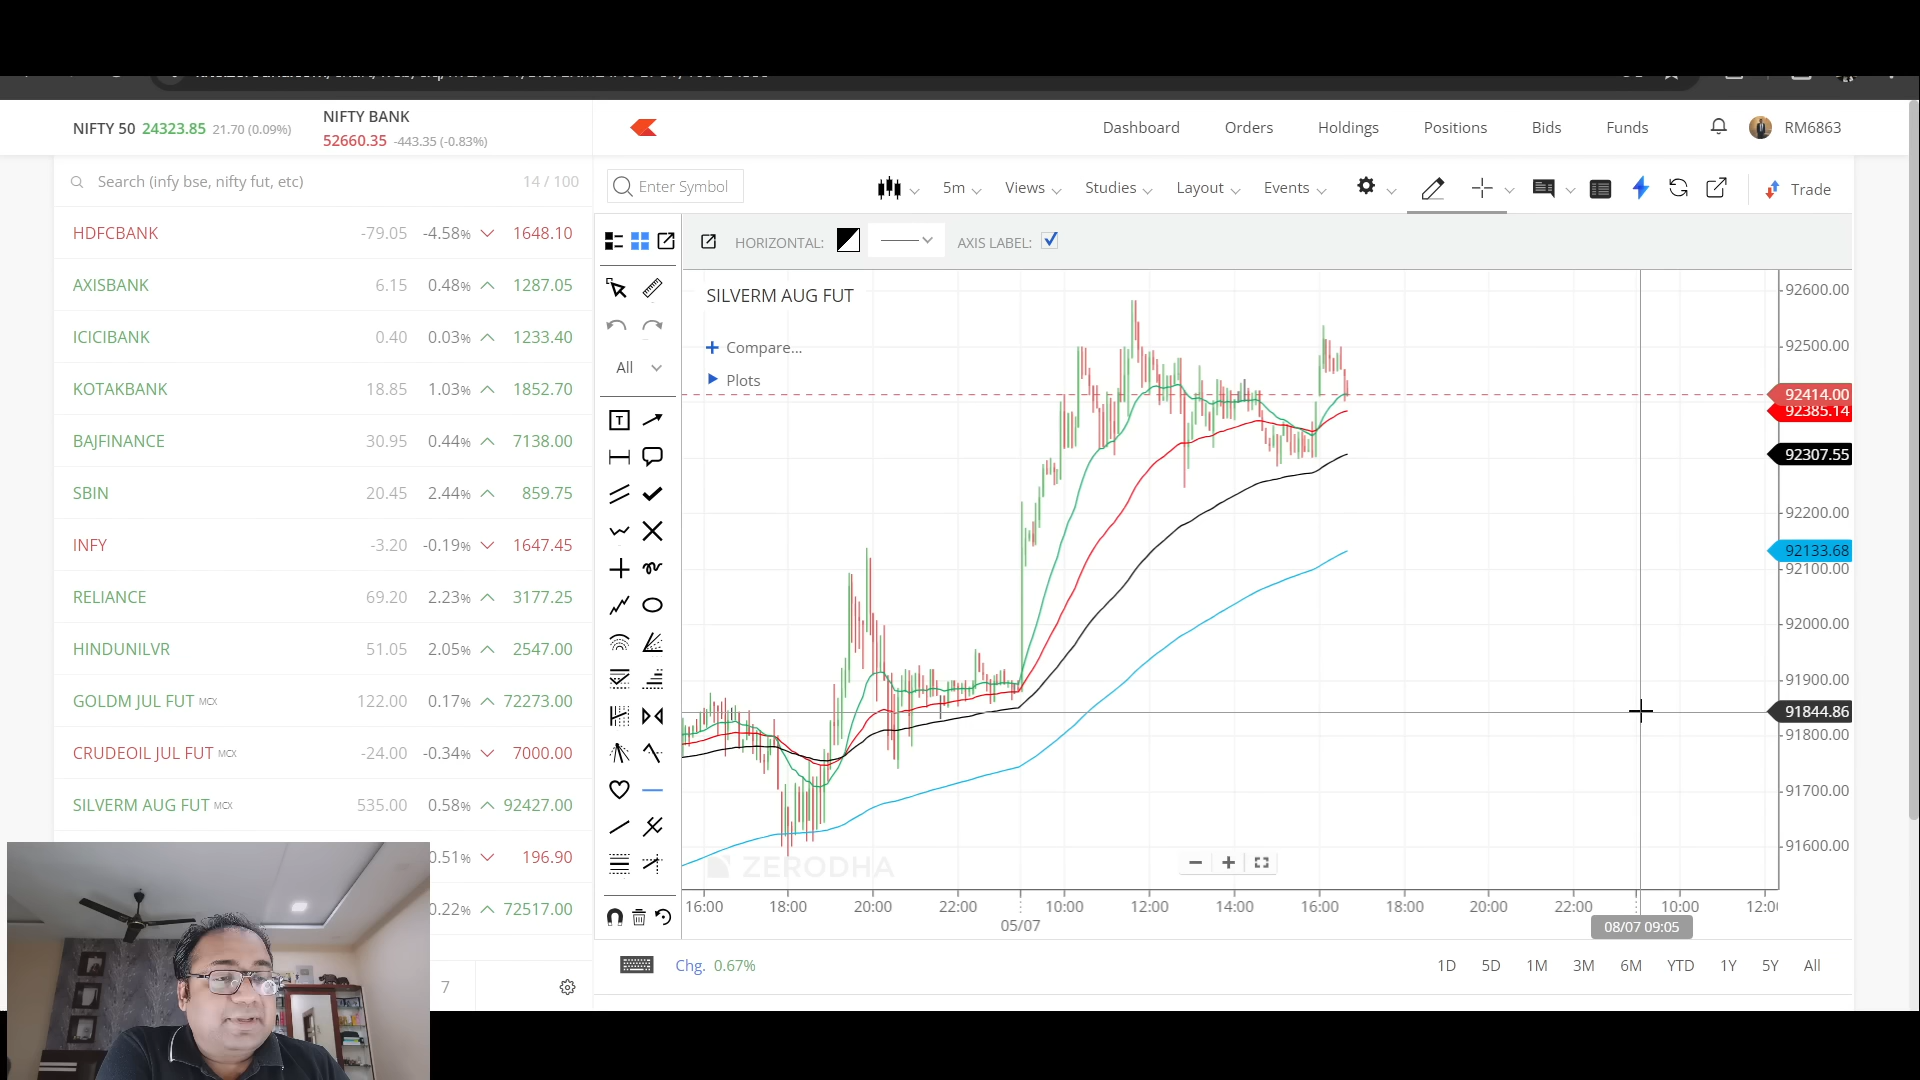 NIFTY 50 24323.85 21.70 (0.09%)
NIFTY BANK
52660.35 -443.35 (-0.83%)
Dashboard Orders Holdings Positions Bids Funds RM6863
Search (infy bse, nifty fut, etc) 14 / 100
HDFCBANK -79.05 -4.58% 1648.10
AXISBANK 6.15 0.48% 1287.05
ICICIBANK 0.40 0.03% 1233.40
KOTAKBANK 18.85 1.03% 1852.70
BAJFINANCE 30.95 0.44% 7138.00
SBIN 20.45 2.44% 859.75
INFY -3.20 -0.19% 1647.45
RELIANCE 69.20 2.23% 3177.25
HINDUNILVR 51.05 2.05% 2547.00
GOLDM JUL FUT MCX 122.00 0.17% 72273.00
CRUDEOIL JUL FUT MCX -24.00 -0.34% 7000.00
SILVERM AUG FUT MCX 535.00 0.58% 92427.00
0.51% 196.90
0.22% 72517.00
7
Enter Symbol 5m Views Studies Layout Events Trade
HORIZONTAL: AXIS LABEL:
All
T
SILVERM AUG FUT
Compare...
Plots
92600.00
92500.00
92414.00
92385.14
92307.55
92200.00
92133.68
92100.00
92000.00
91900.00
91844.86
91800.00
91700.00
91600.00
ZERODHA
16:00 18:00 20:00 22:00 10:00 12:00 14:00 16:00 18:00 20:00 22:00 10:00
05/07 08/07 09:05
Chg. 0.67% 1D 5D 1M 3M 6M YTD 1Y 5Y All